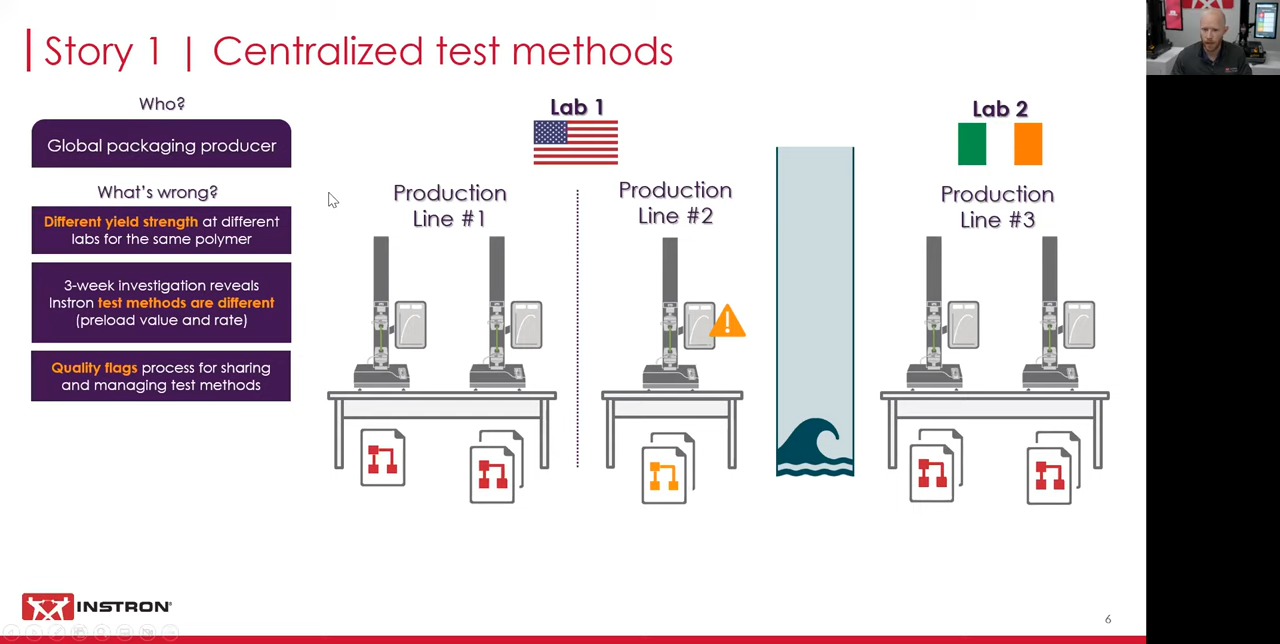 Story 1 | Centralized test methods
Who?
Global packaging producer
What's wrong?
Different yield strength at different
labs for the same polymer
3-week investigation reveals
Instron test methods are different
(preload value and rate)
Quality flags process for sharing
and managing test methods
Lab 1
Production
Line #1
Production
Line #2
Lab 2
Production
Line #3
INSTRON®
6